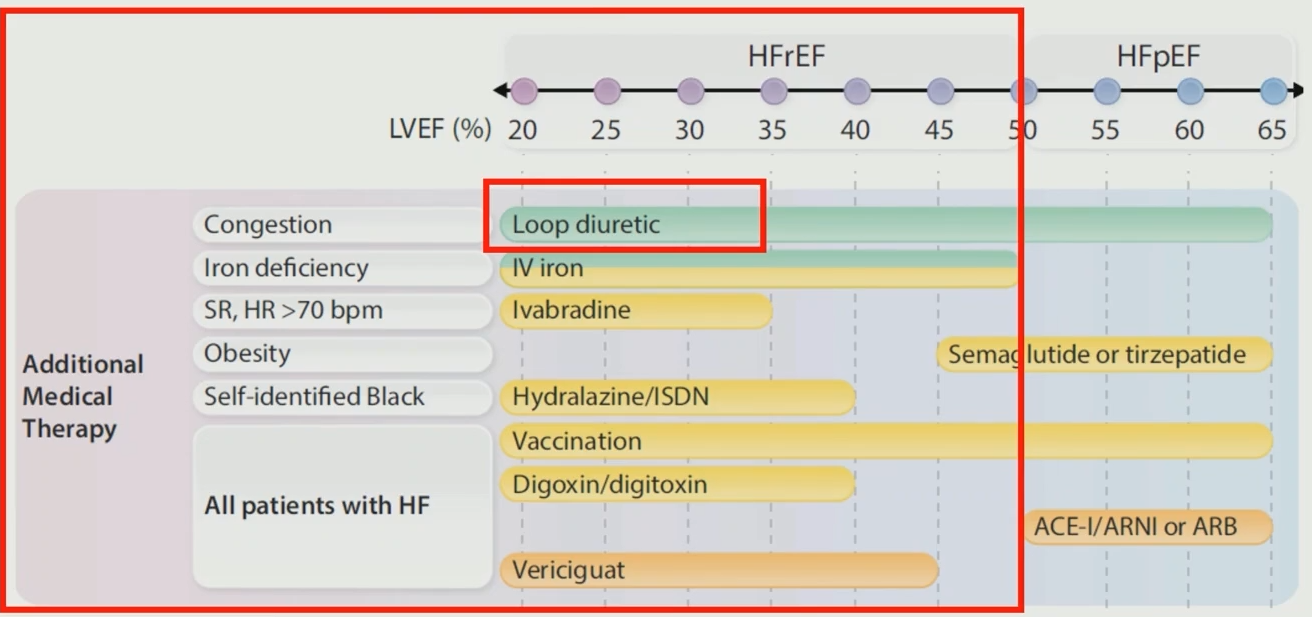 HFrEF
HFpEF
LVEF (%) 20 25 30 35 40 45 50 55 60 65
Congestion
Loop diuretic
Iron deficiency
IV iron
SR, HR >70 bpm
Ivabradine
Obesity
Semaglutide or tirzepatide
Self-identified Black
Hydralazine/ISDN
Additional
Medical
Therapy
All patients with HF
Vaccination
Digoxin/digitoxin
ACE-I/ARNI or ARB
Vericiguat